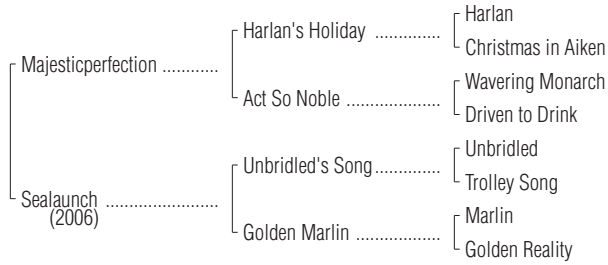 Harlan
Harlan's Holiday ..............
Christmas in Aiken
Majesticperfection ............
Wavering Monarch
Act So Noble ....................
Driven to Drink
Unbridled
Unbridled's Song...............
Trolley Song
Sealaunch ........................
(2006)
Marlin
Golden Marlin ..................
Golden Reality